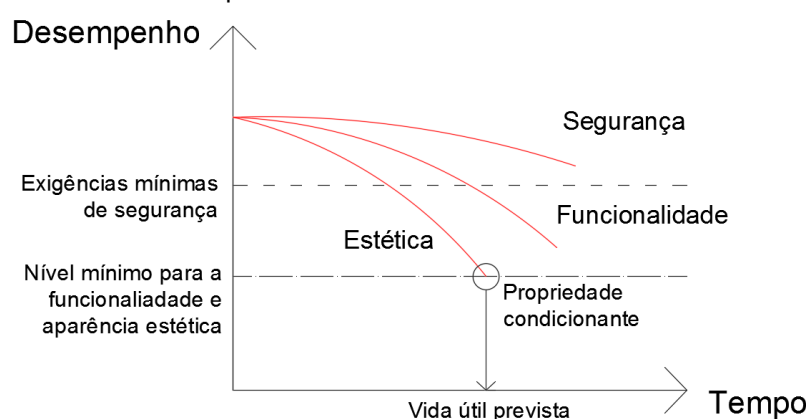 Desempenho
Segurança
Exigências mínimas
de segurança
Funcionalidade
Estética
Nível mínimo para a
funcionaliadade e
aparência estética
Propriedade
condicionante
Tempo
Vida útil prevista